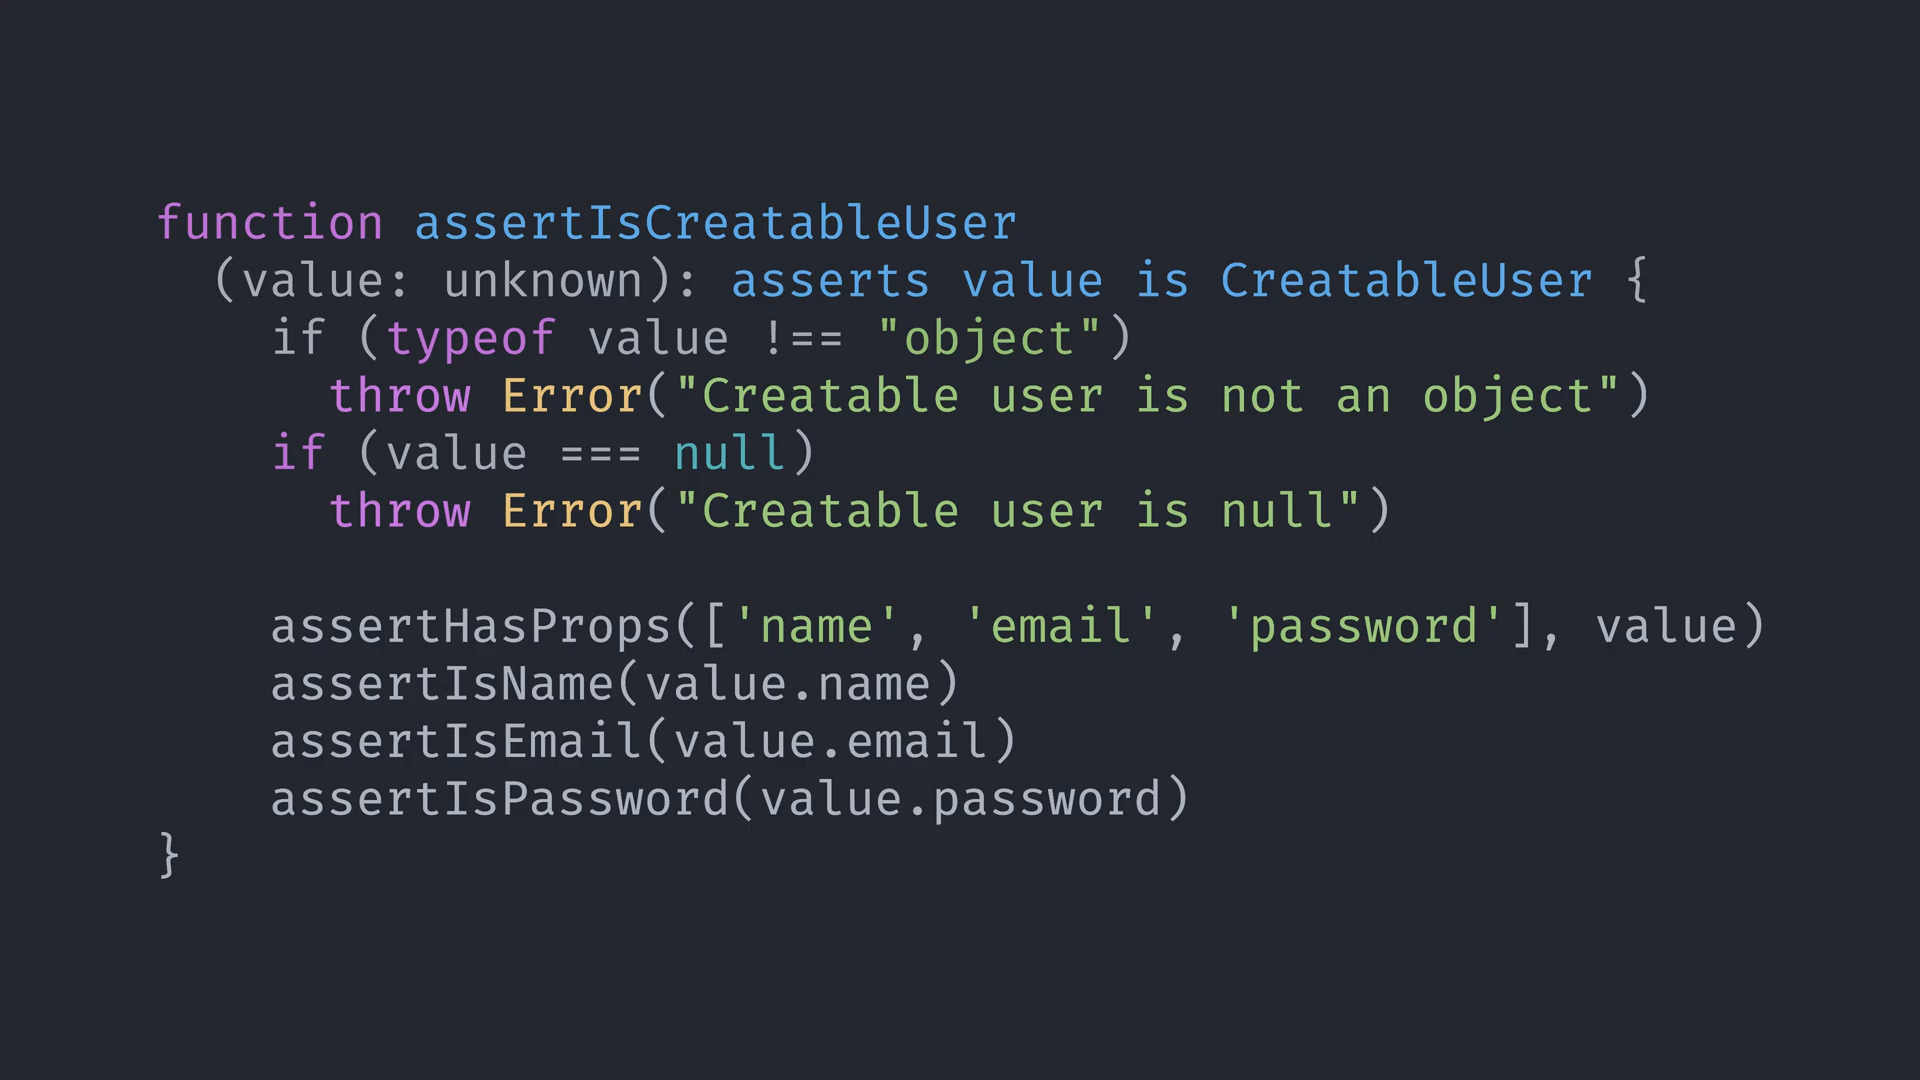 function assertIsCreatableUser
(value: unknown): asserts value is CreatableUser {
if (typeof value !== "object")
throw Error("Creatable user is not an object")
if (value === null)
throw Error("Creatable user is null")
assertHasProps(['name', 'email', 'password'], value)
assertIsName(value.name)
assertIsEmail(value.email)
assertIsPassword(value.password)
}